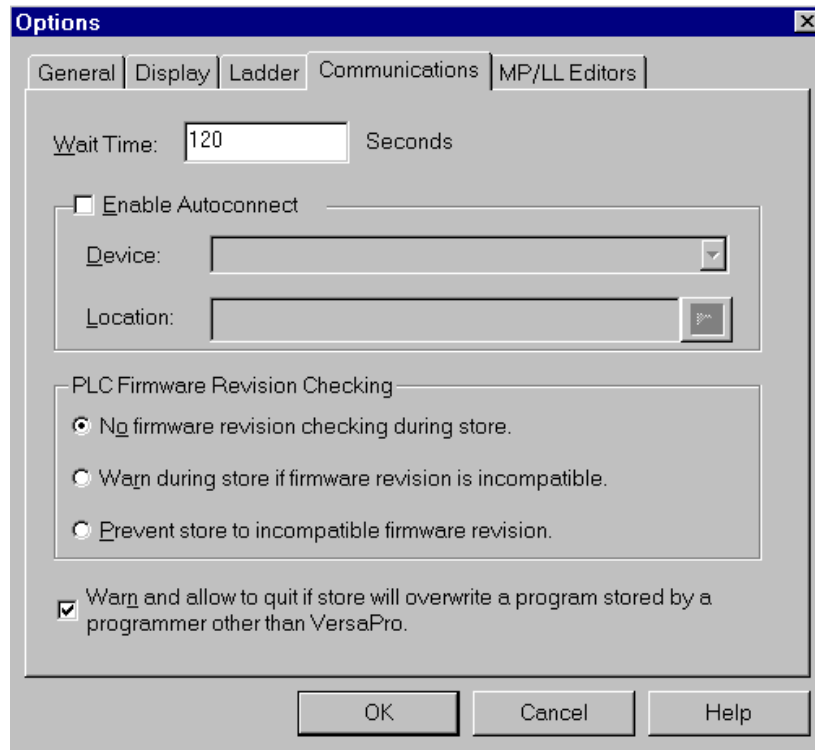 Options
General Display Ladder Communications MP/LL Editors
Wait Time: 120 Seconds
Enable Autoconnect
Device:
Location:
PLC Firmware Revision Checking
No firmware revision checking during store.
Warn during store if firmware revision is incompatible.
Prevent store to incompatible firmware revision.
Warn and allow to quit if store will overwrite a program stored by a
programmer other than VersaPro.
OK Cancel Help